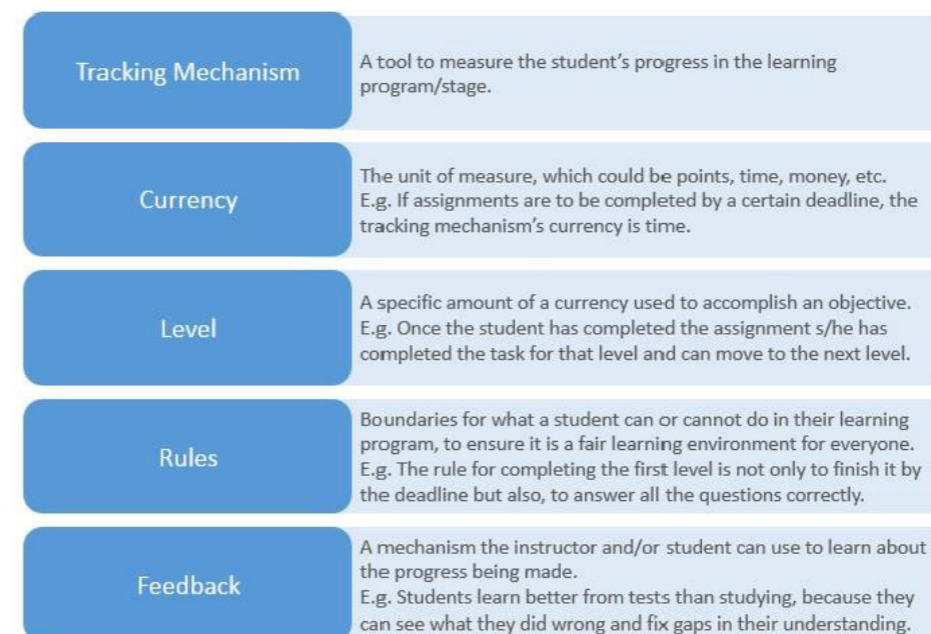 Tracking Mechanism
A tool to measure the student's progress in the learning
program/stage.
Currency
The unit of measure, which could be points, time, money, etc.
E.g. If assignments are to be completed by a certain deadline, the
tracking mechanism's currency is time.
Level
A specific amount of a currency used to accomplish an objective.
E.g. Once the student has completed the assignment s/he has
completed the task for that level and can move to the next level.
Rules
Boundaries for what a student can or cannot do in their learning
program, to ensure it is a fair learning environment for everyone.
E.g. The rule for completing the first level is not only to finish it by
the deadline but also, to answer all the questions correctly.
Feedback
A mechanism the instructor and/or student can use to learn about
the progress being made.
E.g. Students learn better from tests than studying, because they
can see what they did wrong and fix gaps in their understanding.